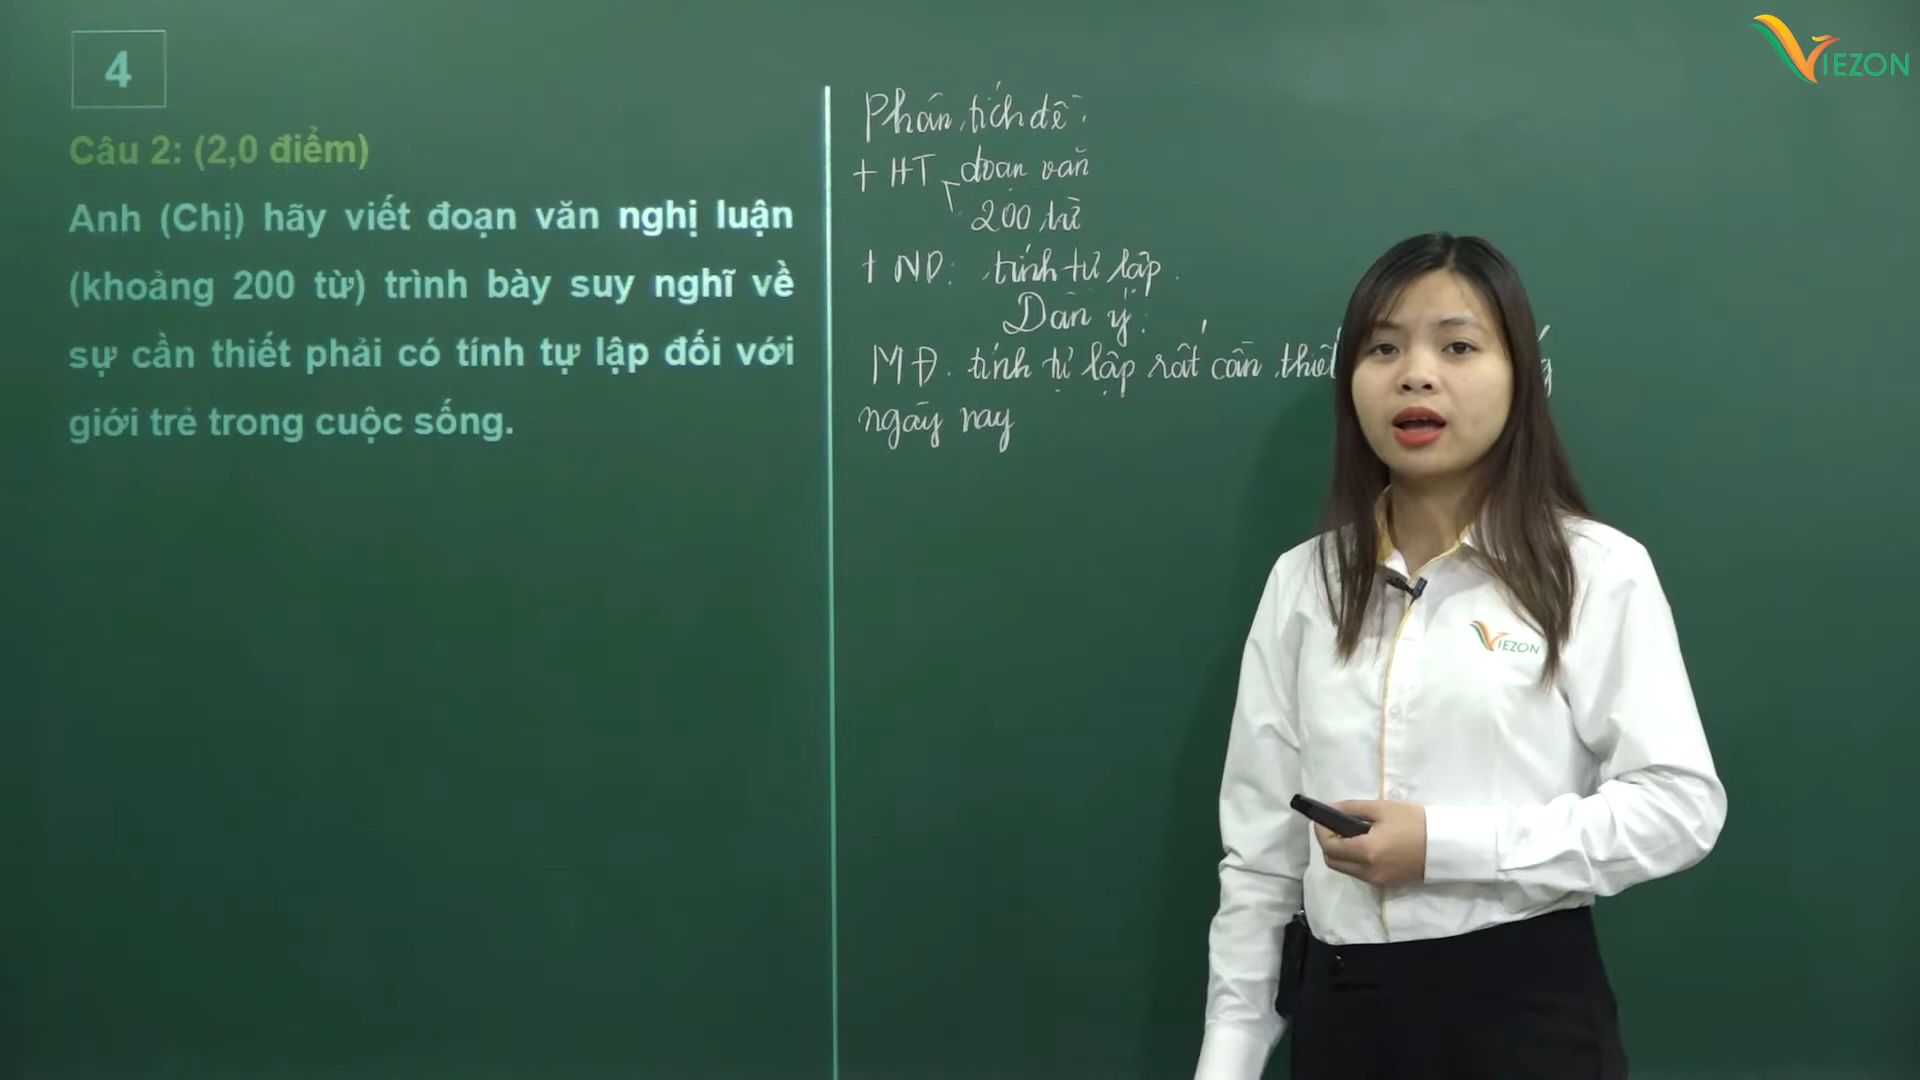 4
VIEZON
Câu 2: (2,0 điểm)
Anh (Chị) hãy viết đoạn văn nghị luận
(khoảng 200 từ) trình bày suy nghĩ về
sự cần thiết phải có tính tự lập đối với
giới trẻ trong cuộc sống.
Phân tích đề:
+ HT đoạn văn
200 từ
+ ND: tính tự lập.
Dàn ý:
MĐ. tính tự lập rất cần thiết
ngày nay
VIEZON